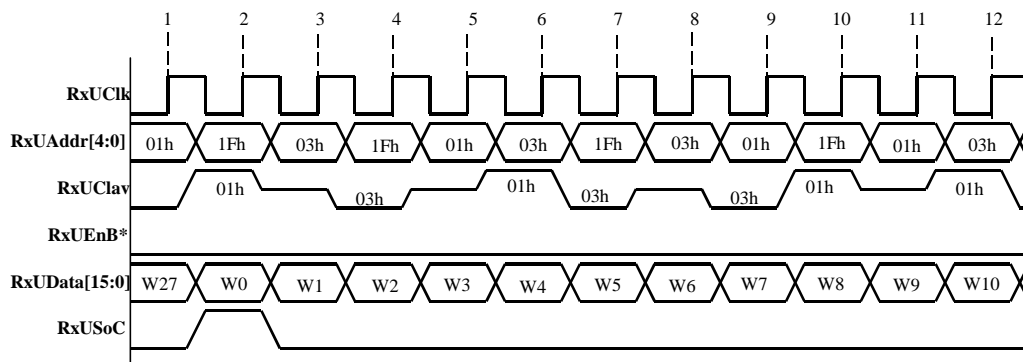 1 2 3 4 5 6 7 8 9 10 11 12
RxUClk
RxUAddr[4:0] 01h 1Fh 03h 1Fh 01h 03h 1Fh 03h 01h 1Fh 01h 03h
RxUClav 01h 03h 01h 03h 03h 01h 01h
RxUEnB*
RxUData[15:0] W27 W0 W1 W2 W3 W4 W5 W6 W7 W8 W9 W10
RxUSoC